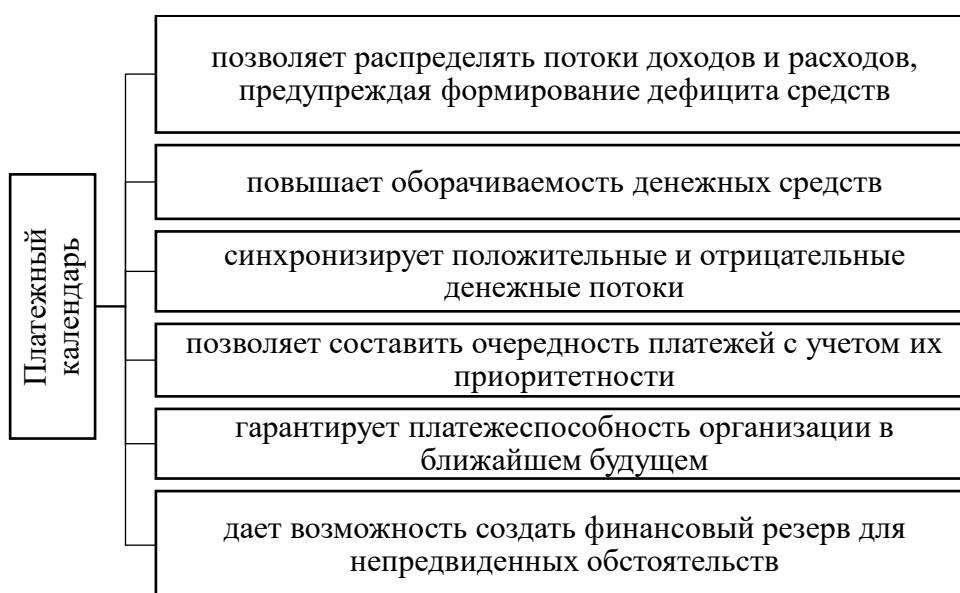 Платежный
календарь
позволяет распределять потоки доходов и расходов,
предупреждая формирование дефицита средств
повышает оборачиваемость денежных средств
синхронизирует положительные и отрицательные
денежные потоки
позволяет составить очередность платежей с учетом их
приоритетности
гарантирует платежеспособность организации в
ближайшем будущем
дает возможность создать финансовый резерв для
непредвиденных обстоятельств